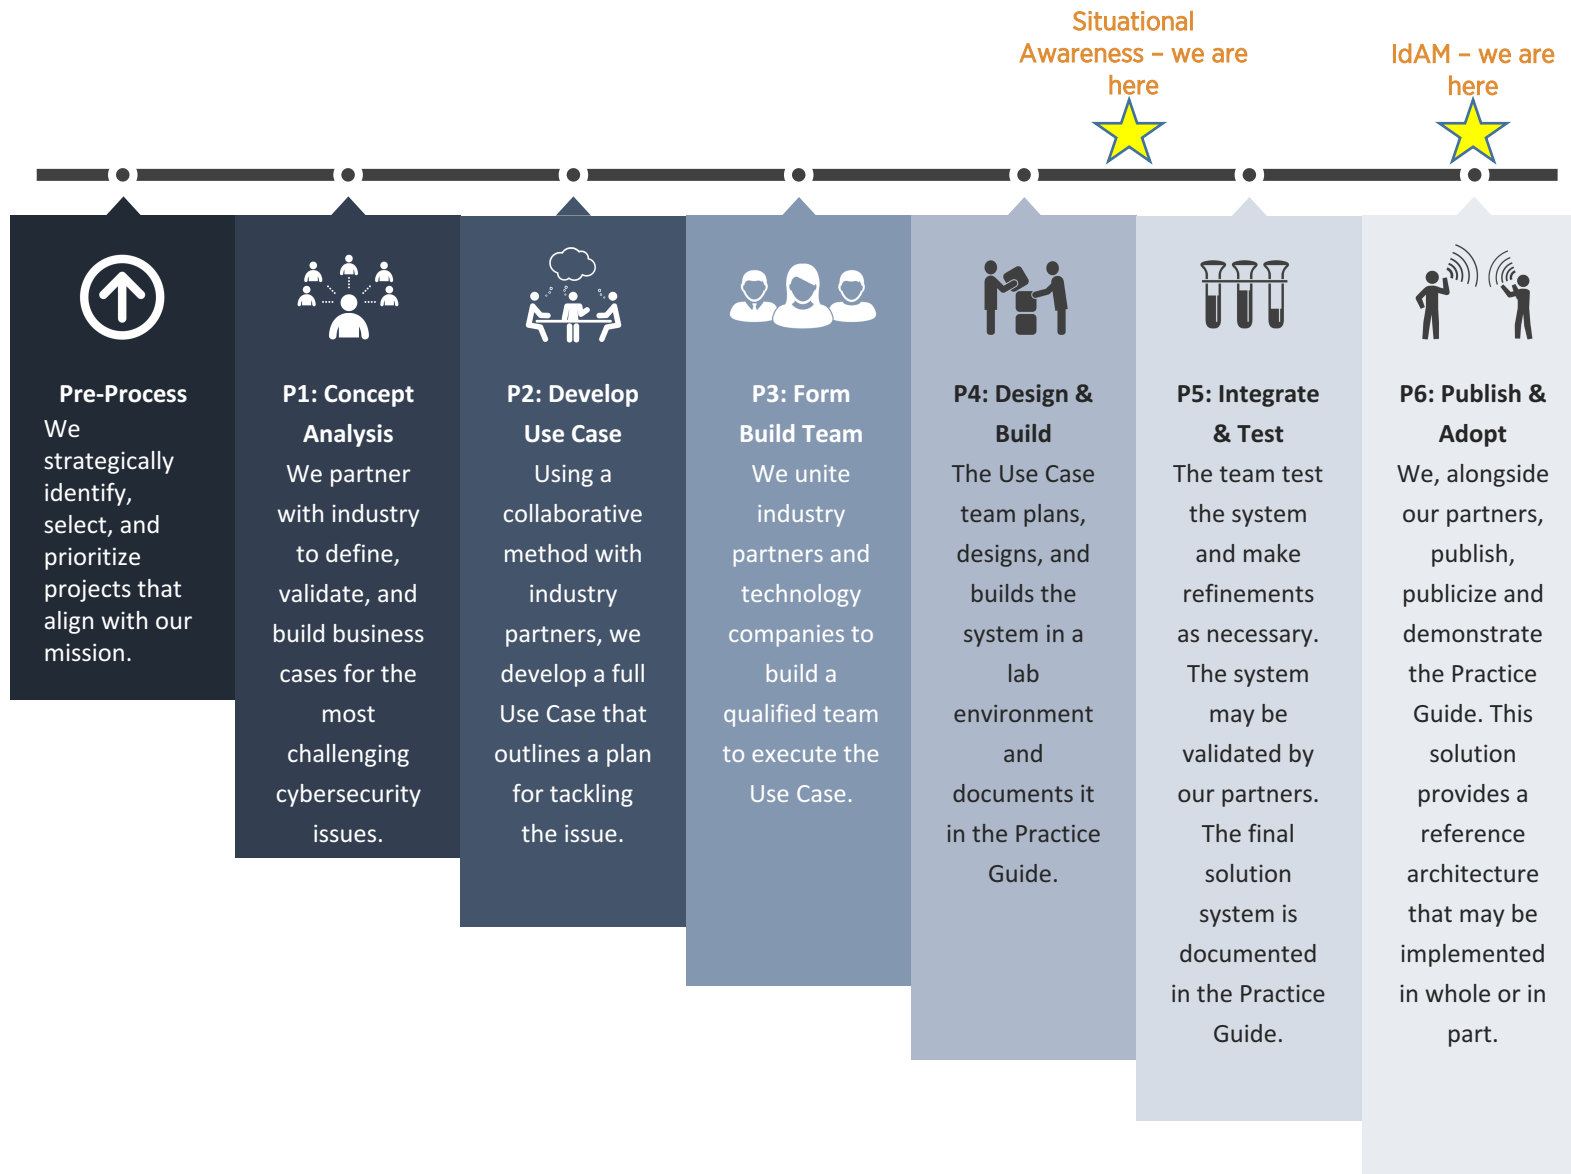 Situational
Awareness – we are
here
IdAM – we are
here
Pre-Process
We
strategically
identify,
select, and
prioritize
projects that
align with our
mission.
P1: Concept
Analysis
We partner
with industry
to define,
validate, and
build business
cases for the
most
challenging
cybersecurity
issues.
P2: Develop
Use Case
Using a
collaborative
method with
industry
partners, we
develop a full
Use Case that
outlines a plan
for tackling
the issue.
P3: Form
Build Team
We unite
industry
partners and
technology
companies to
build a
qualified team
to execute the
Use Case.
P4: Design &
Build
The Use Case
team plans,
designs, and
builds the
system in a
lab
environment
and
documents it
in the Practice
Guide.
P5: Integrate
& Test
The team test
the system
and make
refinements
as necessary.
The system
may be
validated by
our partners.
The final
solution
system is
documented
in the Practice
Guide.
P6: Publish &
Adopt
We, alongside
our partners,
publish,
publicize and
demonstrate
the Practice
Guide. This
solution
provides a
reference
architecture
that may be
implemented
in whole or in
part.